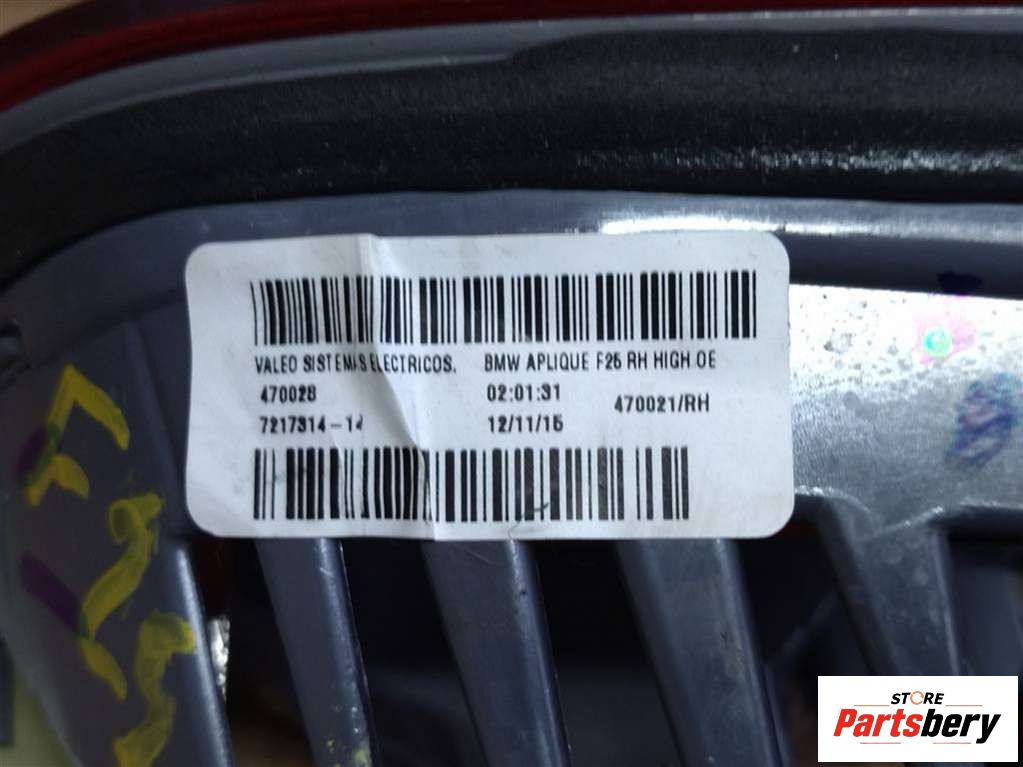 VALEO SISTEMAS ELECTRICOS. BMW APLIQUE F25 RH HIGH OE
470028 02:01:31 470021/RH
7217314-14 12/11/15
STORE
Partsbery